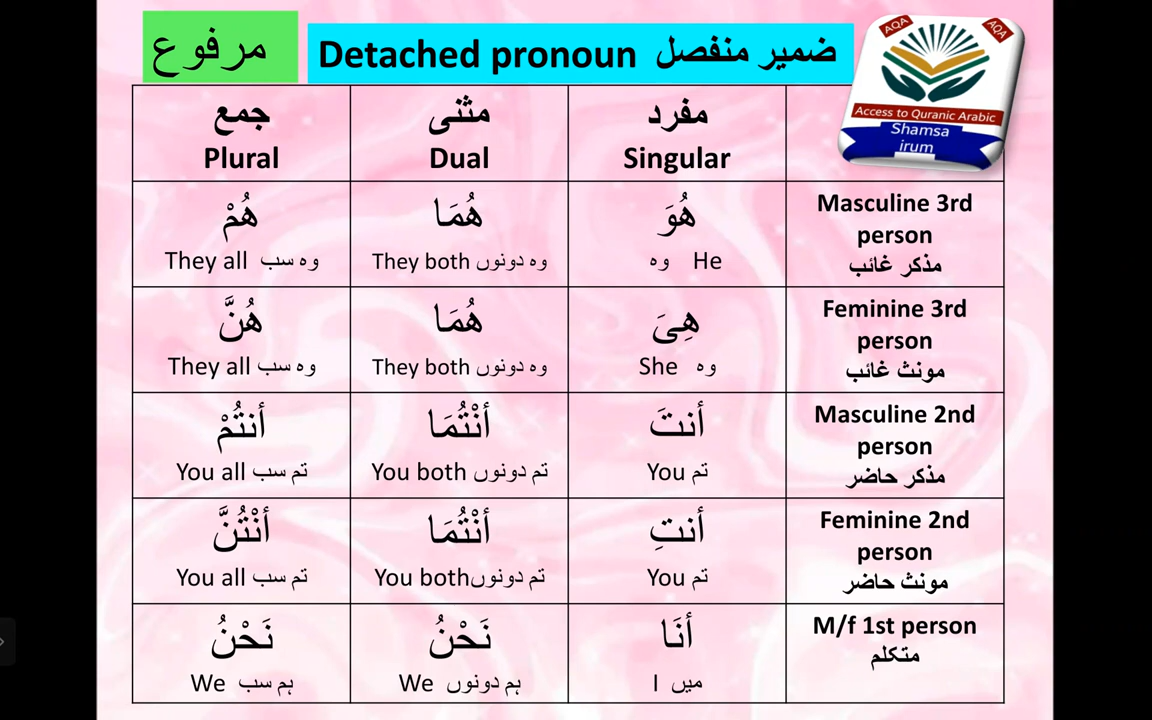 مرفوع
Detached pronoun ضمير منفصل
AQA AQA
Access to Quranic Arabic
Shamsa
irum
مفرد مثنى جمع
Singular Dual Plural
Masculine 3rd
person
مذكر غائب
هُوَ
He وہ
هُمَا
They both وہ دونوں
هُمْ
They all وہ سب
Feminine 3rd
person
مونث غائب
هِىَ
She وہ
هُمَا
They both وہ دونوں
هُنَّ
They all وہ سب
Masculine 2nd
person
مذكر حاضر
أنتَ
You تم
أنْتُمَا
You both تم دونوں
أنتُمْ
You all تم سب
Feminine 2nd
person
مونث حاضر
أنتِ
You تم
أنْتُمَا
You both تم دونوں
أنْتُنَّ
You all تم سب
M/f 1st person
متكلم
أنَا
I میں
نَحْنُ
We ہم دونوں
نَحْنُ
We ہم سب